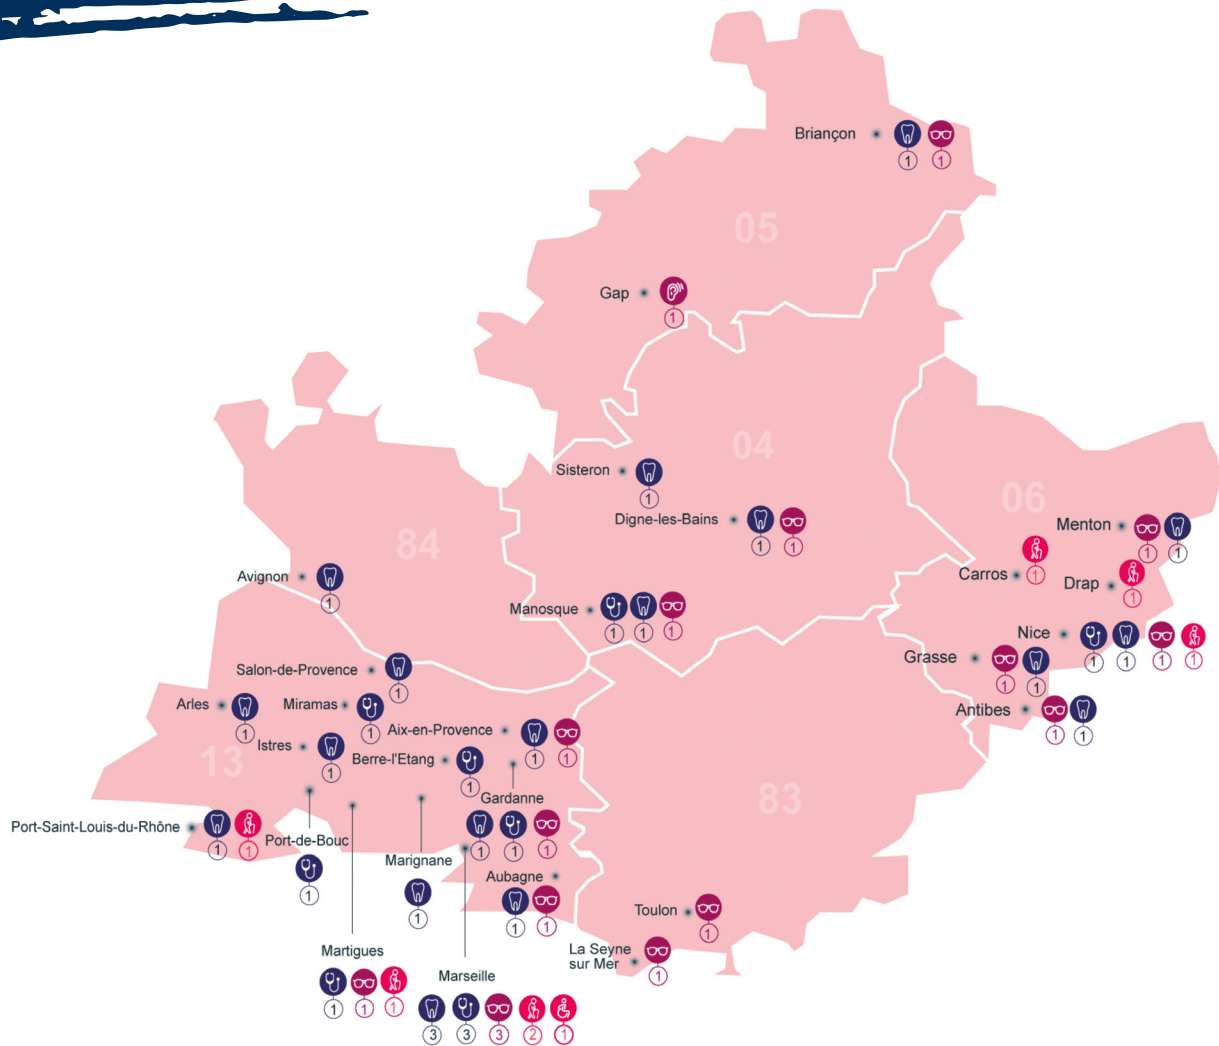 Briançon
1 1
05
Gap
1
04
Sisteron
1
Digne-les-Bains
1 1
06
Menton
1 1
84
Carros
1
Drap
1
Avignon
1
Manosque
1 1 1
Nice
1 1 1 1
Grasse
1 1
Salon-de-Provence
1
Arles
1
Miramas
1
Antibes
1 1
Aix-en-Provence
1 1
Istres
1
13
Berre-l'Etang
1
83
Gardanne
1 1 1
Port-Saint-Louis-du-Rhône
1 1
Port-de-Bouc
1
Marignane
1
Aubagne
1 1
Toulon
1
La Seyne
sur Mer
1
Martigues
1 1 1
Marseille
3 3 3 2 1